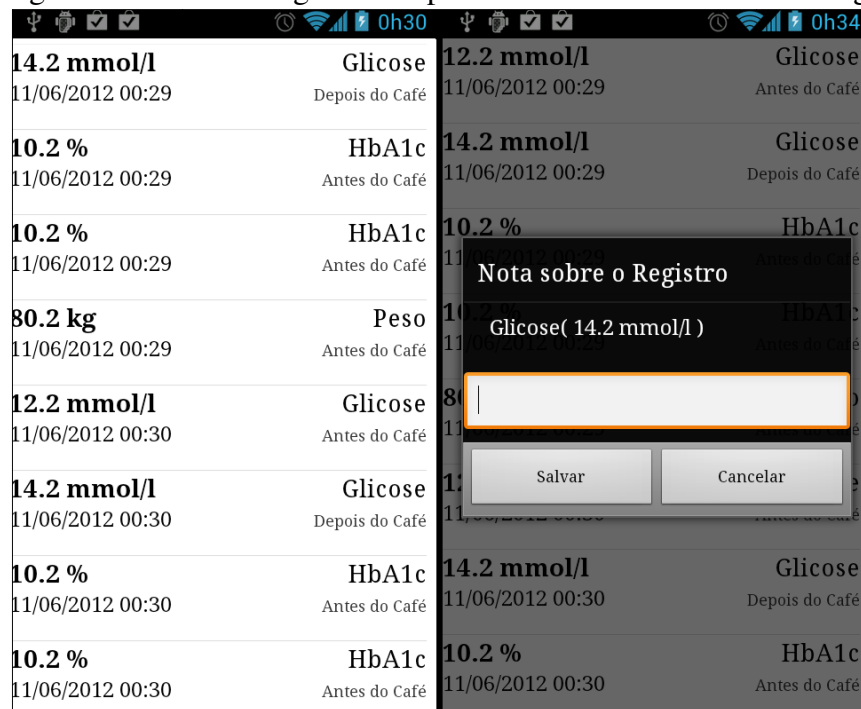 0h30
14.2 mmol/l Glicose
11/06/2012 00:29 Depois do Café
10.2 % HbA1c
11/06/2012 00:29 Antes do Café
10.2 % HbA1c
11/06/2012 00:29 Antes do Café
80.2 kg Peso
11/06/2012 00:29 Antes do Café
12.2 mmol/l Glicose
11/06/2012 00:30 Antes do Café
14.2 mmol/l Glicose
11/06/2012 00:30 Depois do Café
10.2 % HbA1c
11/06/2012 00:30 Antes do Café
10.2 % HbA1c
11/06/2012 00:30 Antes do Café
0h34
12.2 mmol/l Glicose
11/06/2012 00:29 Antes do Café
14.2 mmol/l Glicose
11/06/2012 00:29 Depois do Café
10.2 % HbA1c
Nota sobre o Registro
Glicose( 14.2 mmol/l )
Salvar Cancelar
14.2 mmol/l Glicose
11/06/2012 00:30 Depois do Café
10.2 % HbA1c
11/06/2012 00:30 Antes do Café